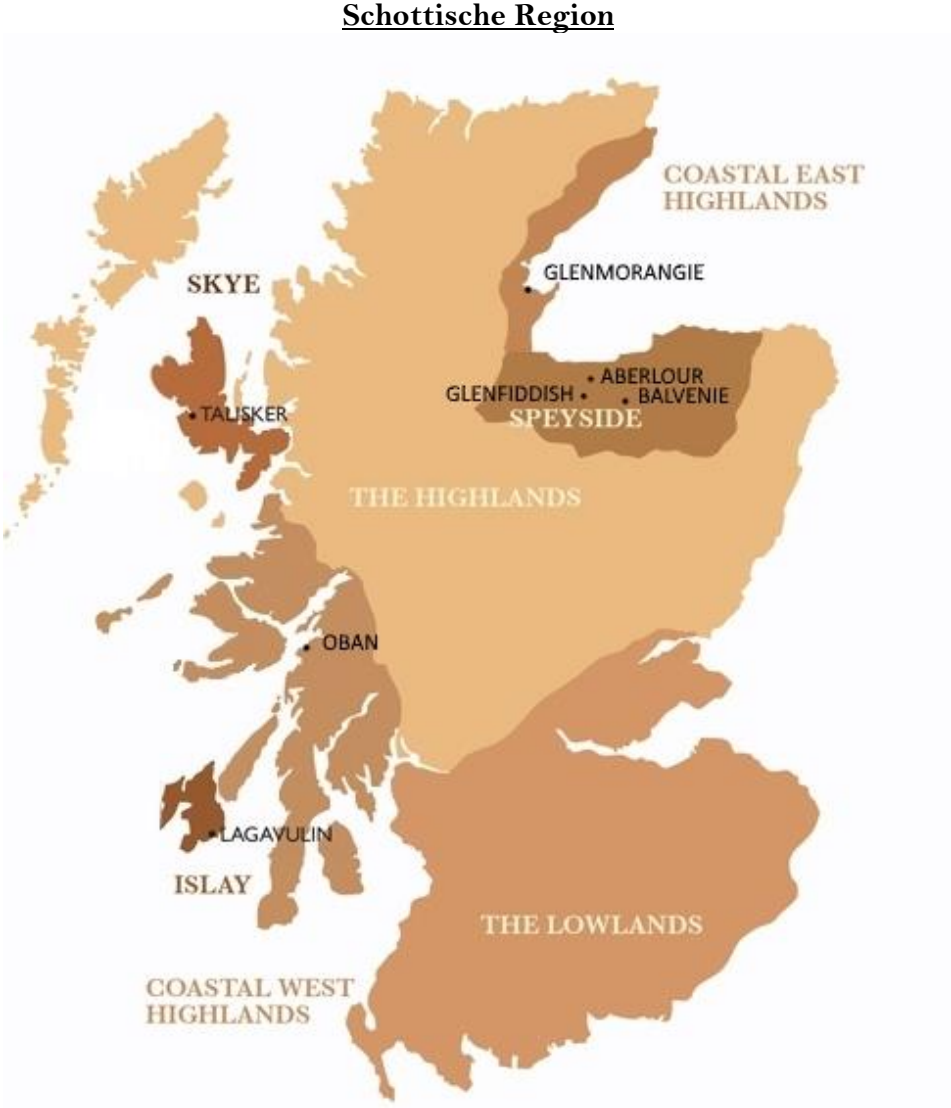 Schottische Region
COASTAL EAST
HIGHLANDS
GLENMORANGIE
SKYE
ABERLOUR
GLENFIDDISH
BALVENIE
TALISKER
SPEYSIDE
THE HIGHLANDS
OBAN
LAGAVULIN
ISLAY
THE LOWLANDS
COASTAL WEST
HIGHLANDS